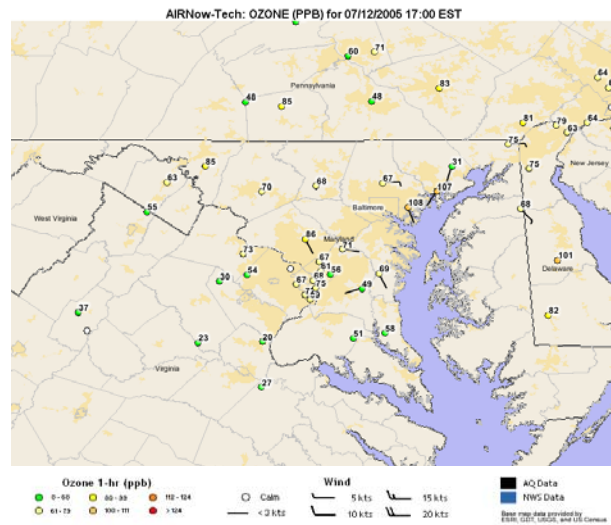 AIRNow-Tech: OZONE (PPB) for 07/12/2005 17:00 EST
60
71
64
Pennsylvania
83
48
85
48
81
79
64
63
75
85
31
75
New Jersey
63
68
67
70
107
West Virginia
55
Baltimore
108
68
86
Maryland
71
73
67
101
61
Delaware
30
54
56
69
68
67
75
49
72
37
82
23
20
51
58
Virginia
27
Ozone 1-hr (ppb)
Wind
0 - 60
80 - 99
112 - 124
Calm
5 kts
15 kts
AQ Data
61 - 79
100 - 111
> 124
< 3 kts
10 kts
20 kts
NWS Data
Base map data provided by
ESRI, GDT, USGS, and US Census